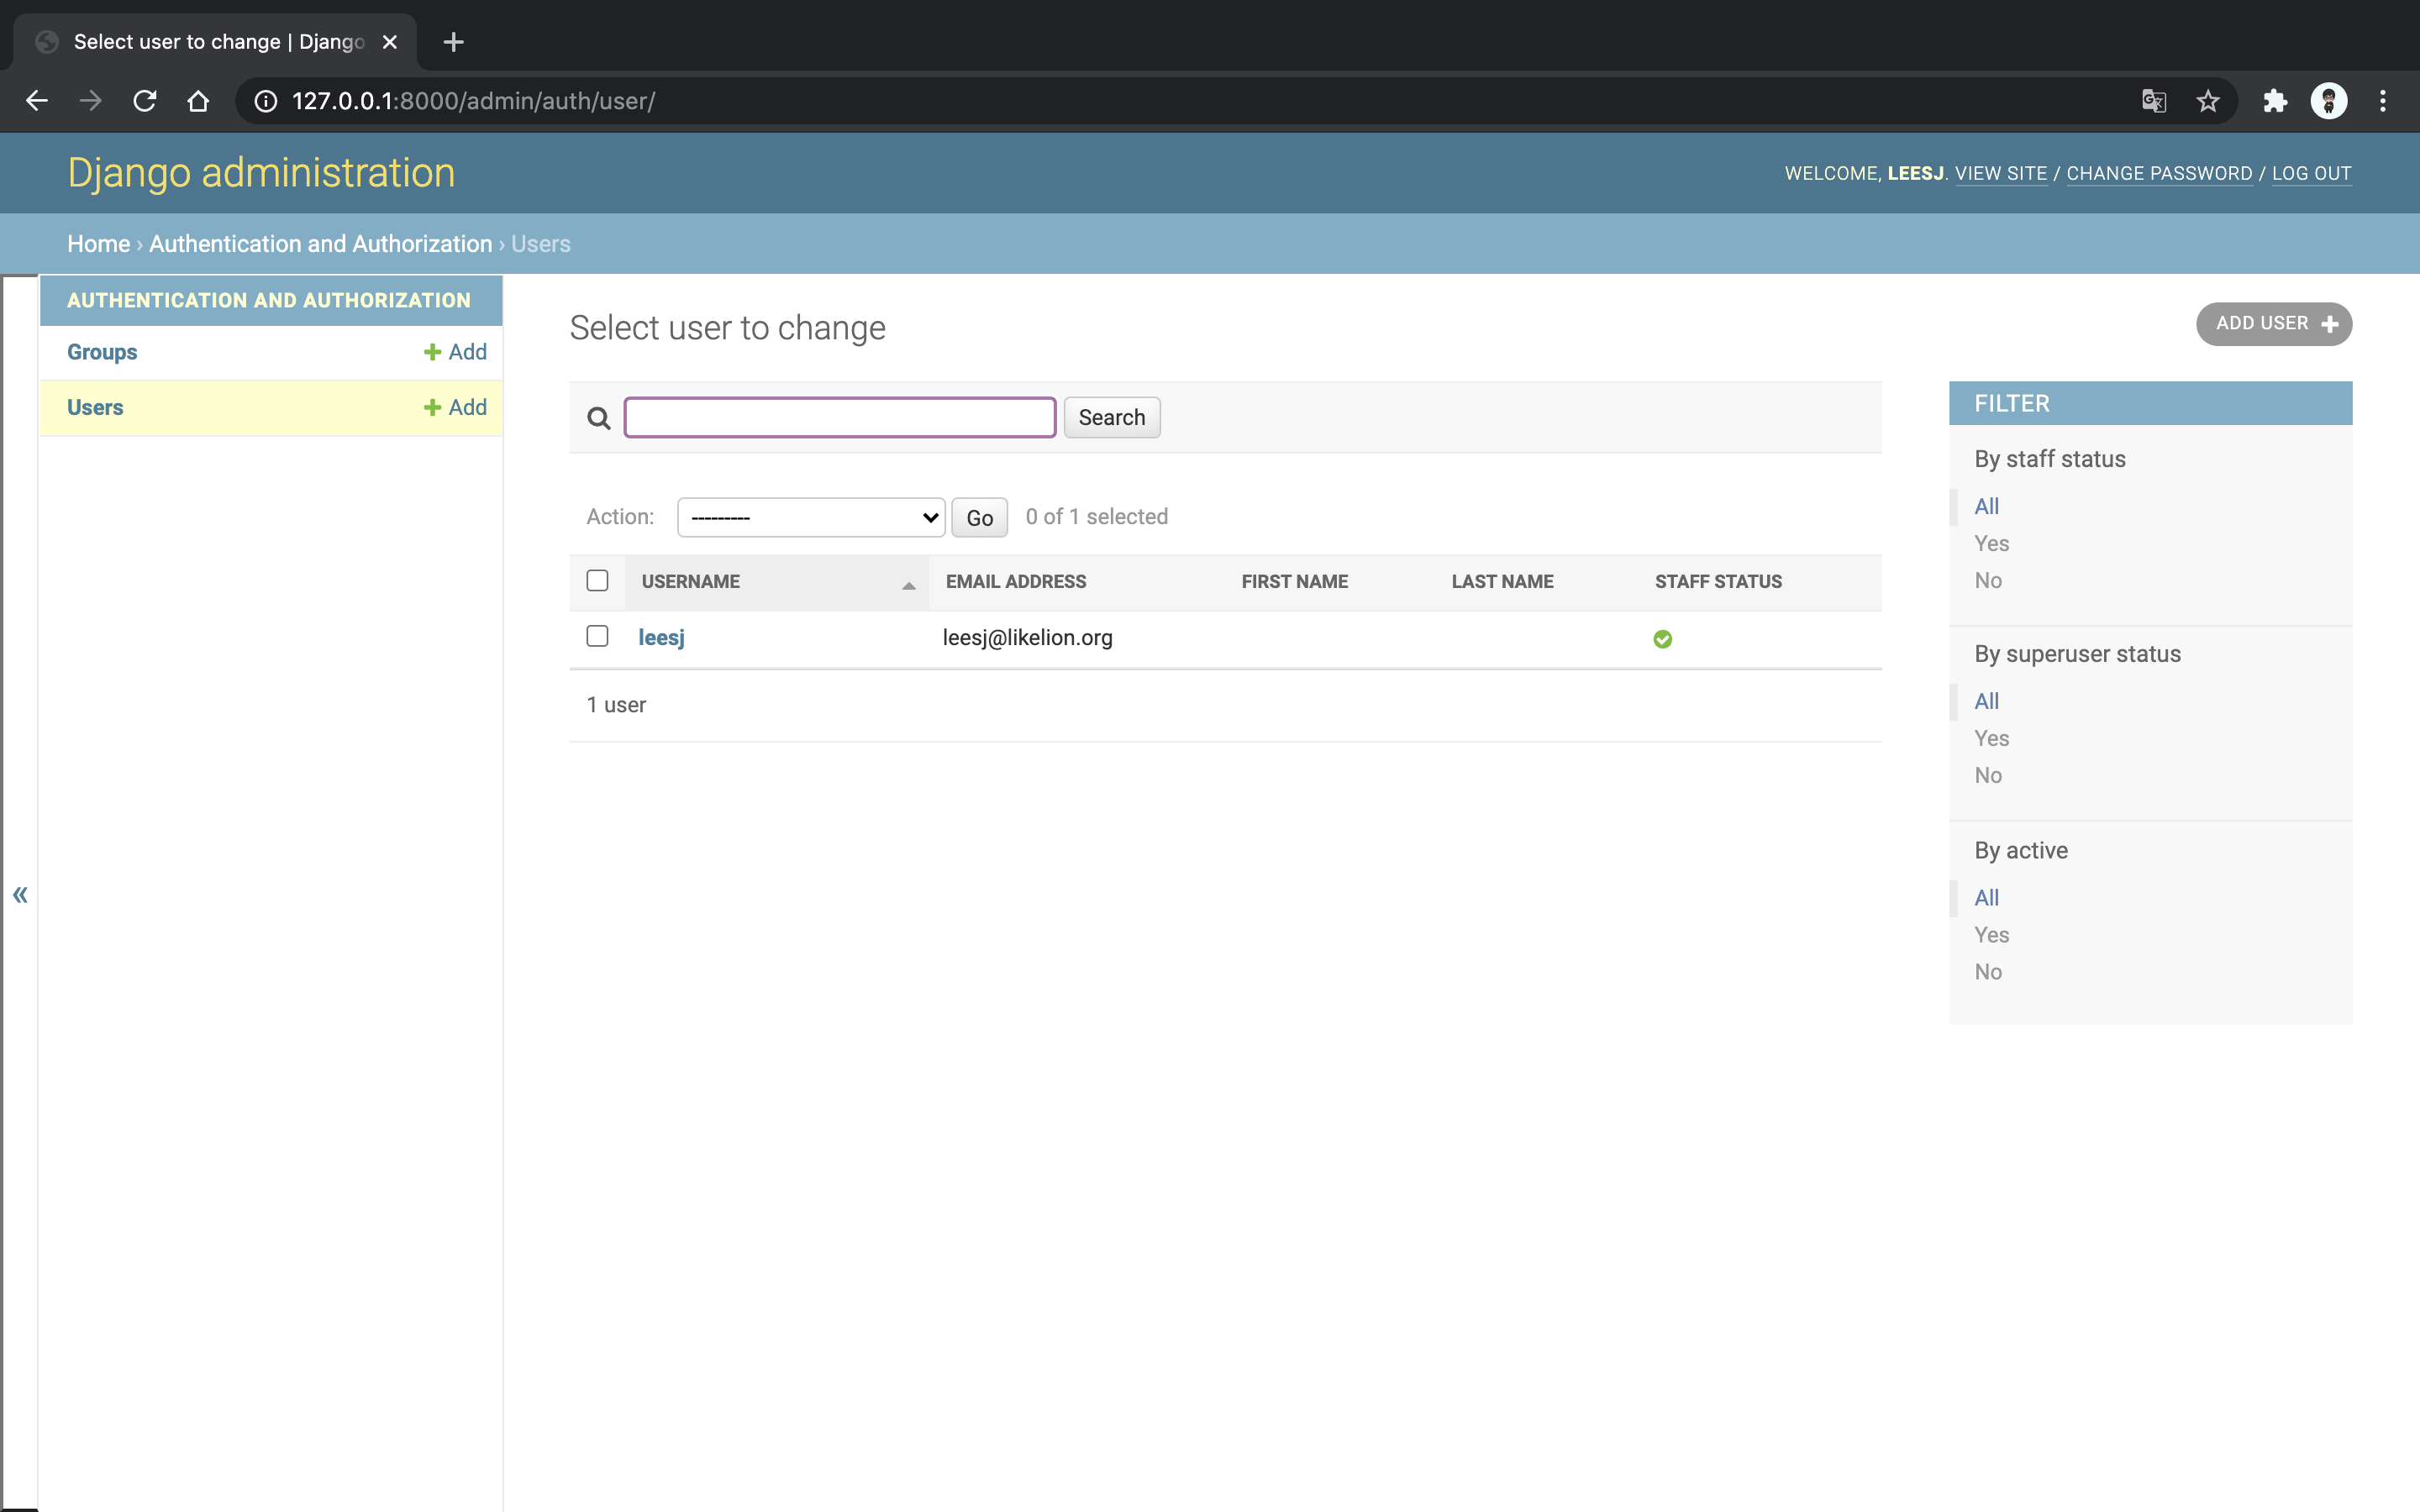 Select user to change | Django
127.0.0.1:8000/admin/auth/user/
Django administration
WELCOME, LEESJ. VIEW SITE / CHANGE PASSWORD / LOG OUT
Home › Authentication and Authorization › Users
AUTHENTICATION AND AUTHORIZATION
Groups + Add
Users + Add
«
Select user to change
ADD USER +
Search
Action: --------- Go 0 of 1 selected
USERNAME EMAIL ADDRESS FIRST NAME LAST NAME STAFF STATUS
leesj leesj@likelion.org
1 user
FILTER
By staff status
All
Yes
No
By superuser status
All
Yes
No
By active
All
Yes
No